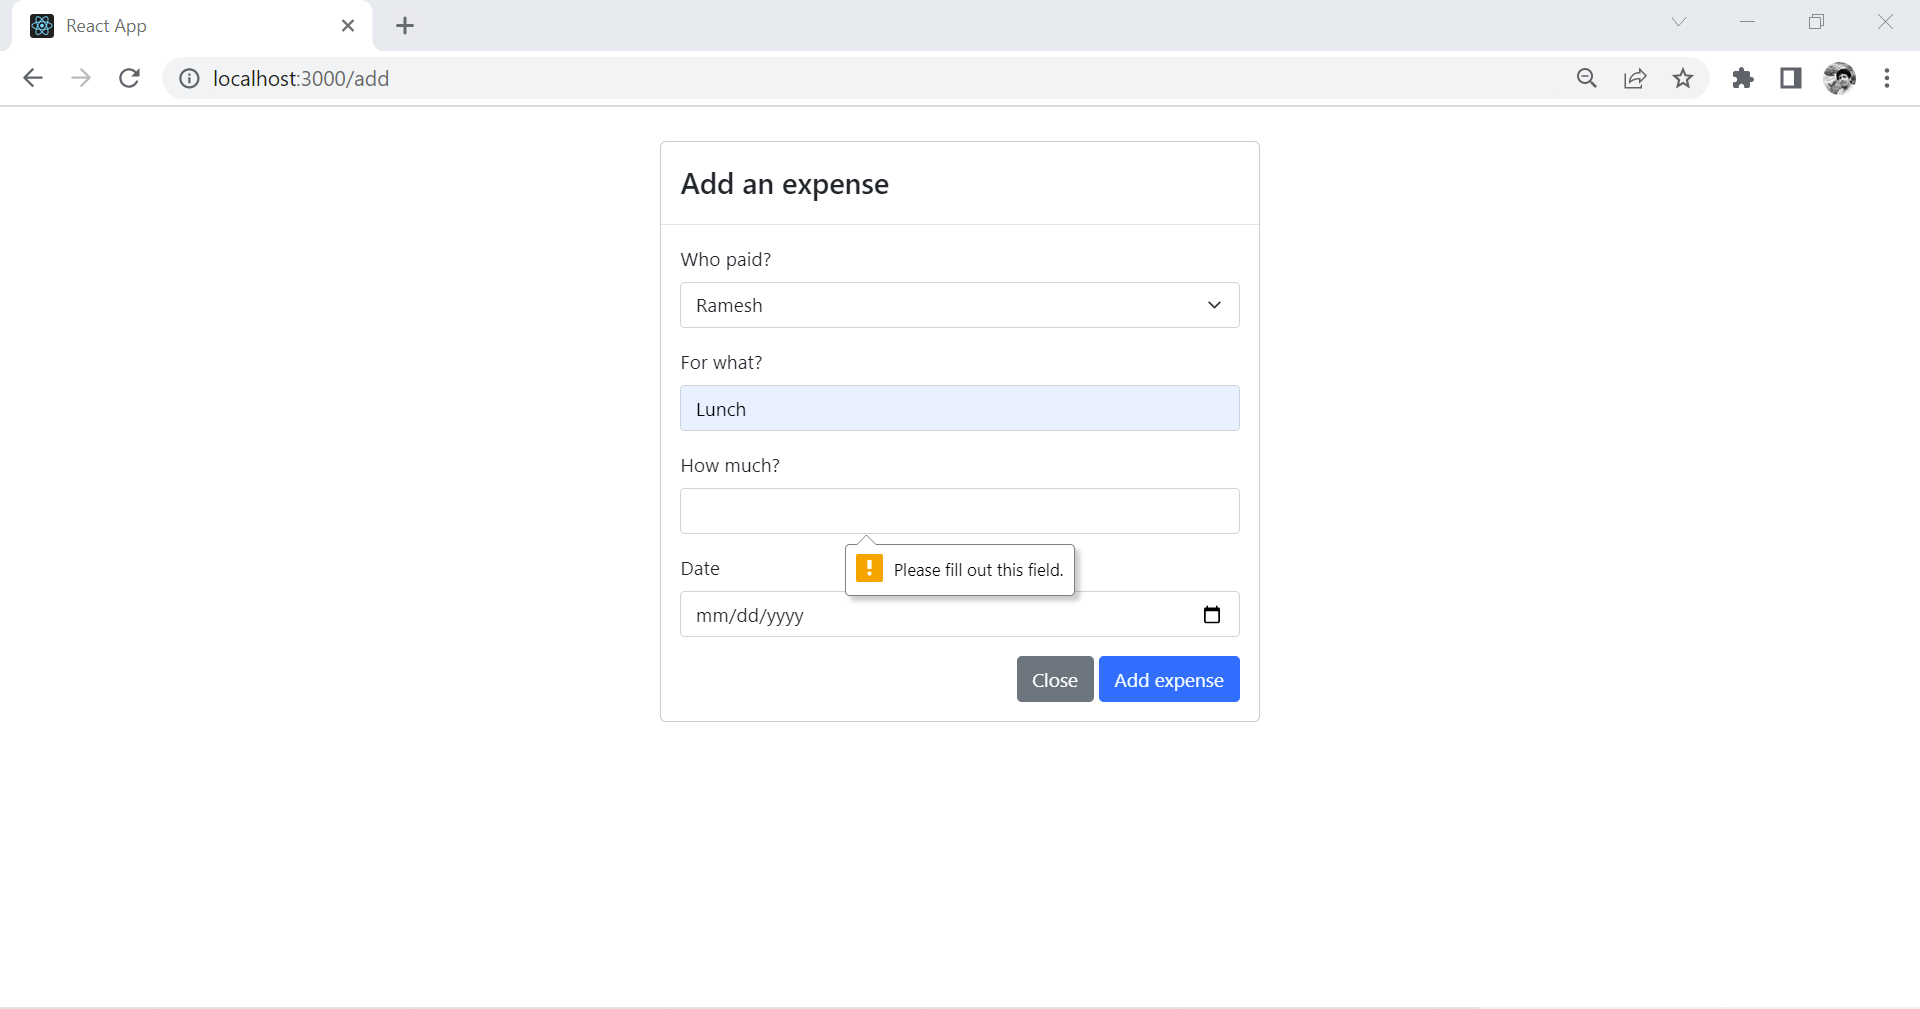 React App
localhost:3000/add
Add an expense
Who paid?
Ramesh
For what?
Lunch
How much?
Please fill out this field.
Date
mm/dd/yyyy
Close
Add expense